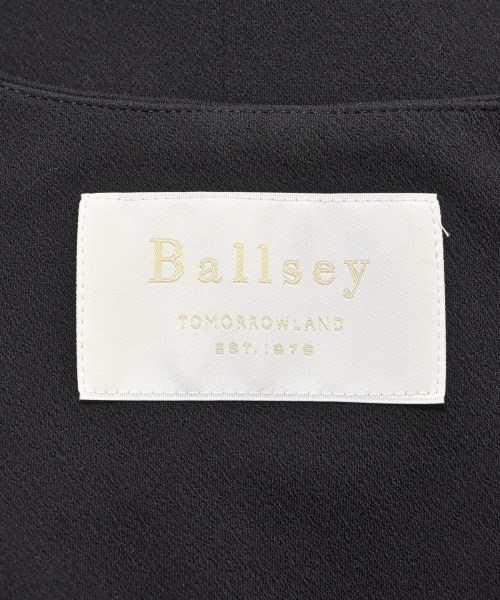 Ballsey
TOMORROWLAND
EST. 1978